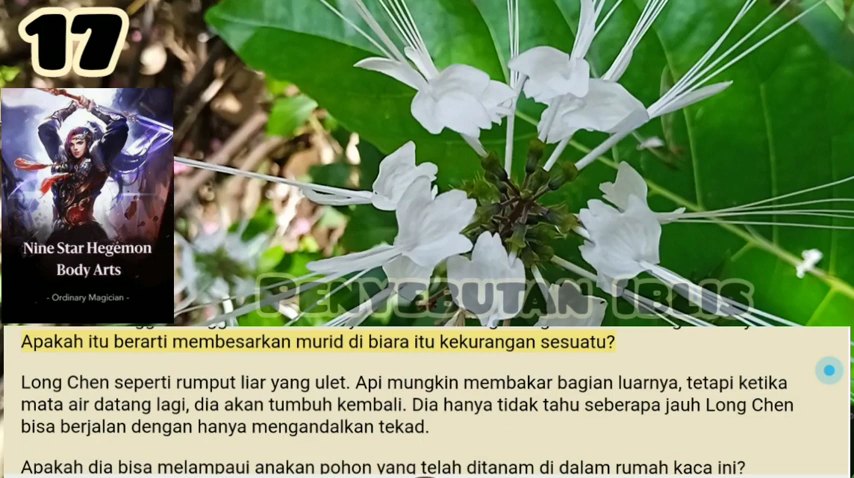 17
Nine Star Hegemon
Body Arts
- Ordinary Magician -
PENYEBUTAN IBLIS
Apakah itu berarti membesarkan murid di biara itu kekurangan sesuatu?
Long Chen seperti rumput liar yang ulet. Api mungkin membakar bagian luarnya, tetapi ketika
mata air datang lagi, dia akan tumbuh kembali. Dia hanya tidak tahu seberapa jauh Long Chen
bisa berjalan dengan hanya mengandalkan tekad.
Apakah dia bisa melampaui anakan pohon yang telah ditanam di dalam rumah kaca ini?